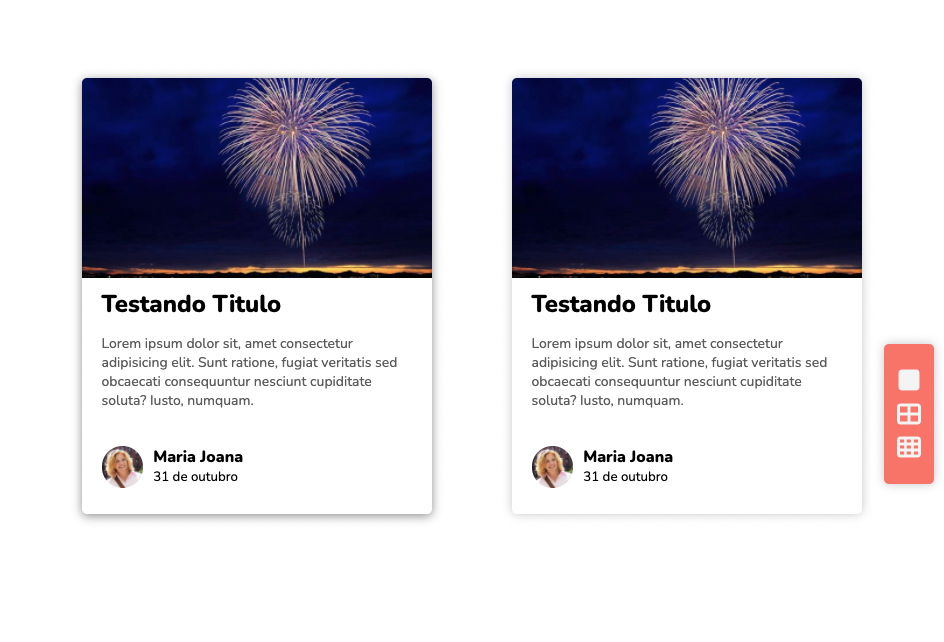 Testando Titulo
Lorem ipsum dolor sit, amet consectetur
adipisicing elit. Sunt ratione, fugiat veritatis sed
obcaecati consequuntur nesciunt cupiditate
soluta? Iusto, numquam.
Maria Joana
31 de outubro
Testando Titulo
Lorem ipsum dolor sit, amet consectetur
adipisicing elit. Sunt ratione, fugiat veritatis sed
obcaecati consequuntur nesciunt cupiditate
soluta? Iusto, numquam.
Maria Joana
31 de outubro